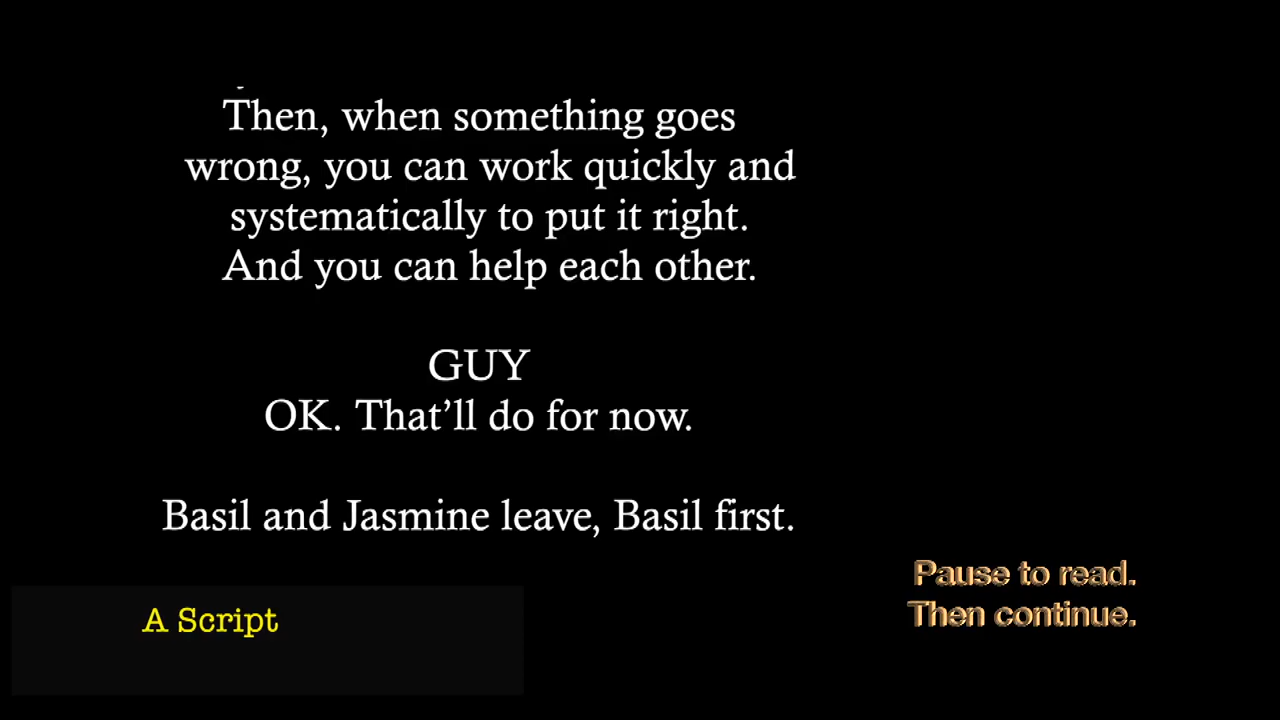 Then, when something goes
wrong, you can work quickly and
systematically to put it right.
And you can help each other.
GUY
OK. That’ll do for now.
Basil and Jasmine leave, Basil first.
Pause to read.
Then continue.
A Script